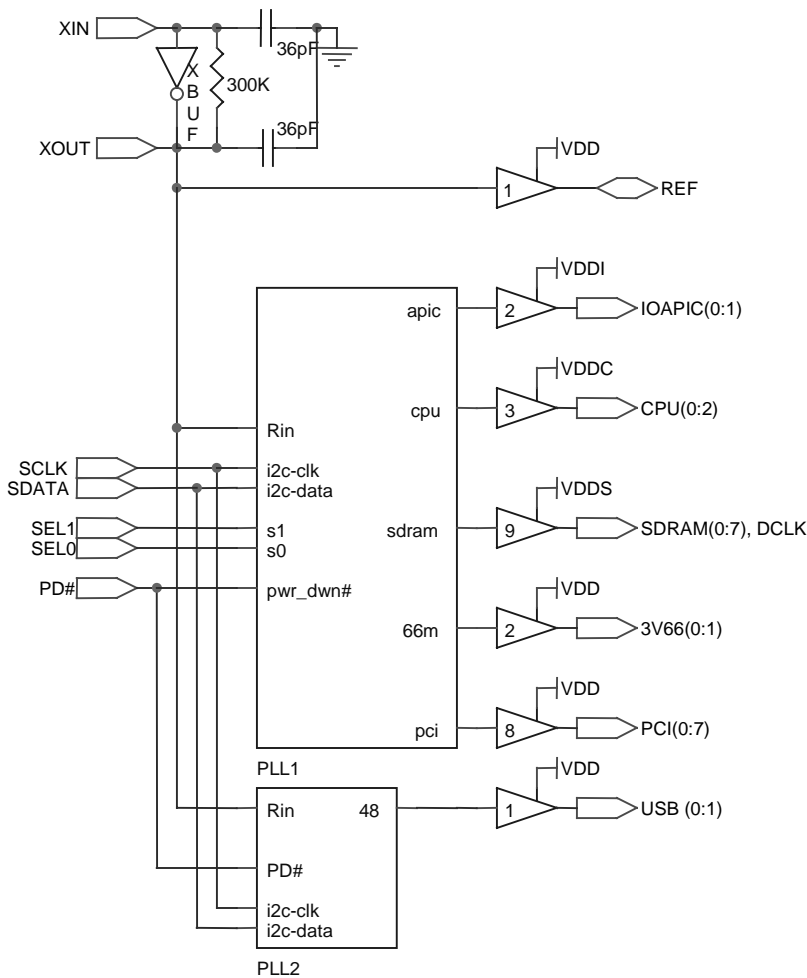 XIN
36pF
X
B
U
F
300K
XOUT
36pF
VDD
1
REF
VDDI
apic
2
IOAPIC(0:1)
VDDC
cpu
3
CPU(0:2)
Rin
SCLK
i2c-clk
SDATA
i2c-data
VDDS
SEL1
s1
sdram
9
SDRAM(0:7), DCLK
SEL0
s0
PD#
pwr_dwn#
VDD
66m
2
3V66(0:1)
VDD
pci
8
PCI(0:7)
PLL1
VDD
Rin
48
1
USB (0:1)
PD#
i2c-clk
i2c-data
PLL2